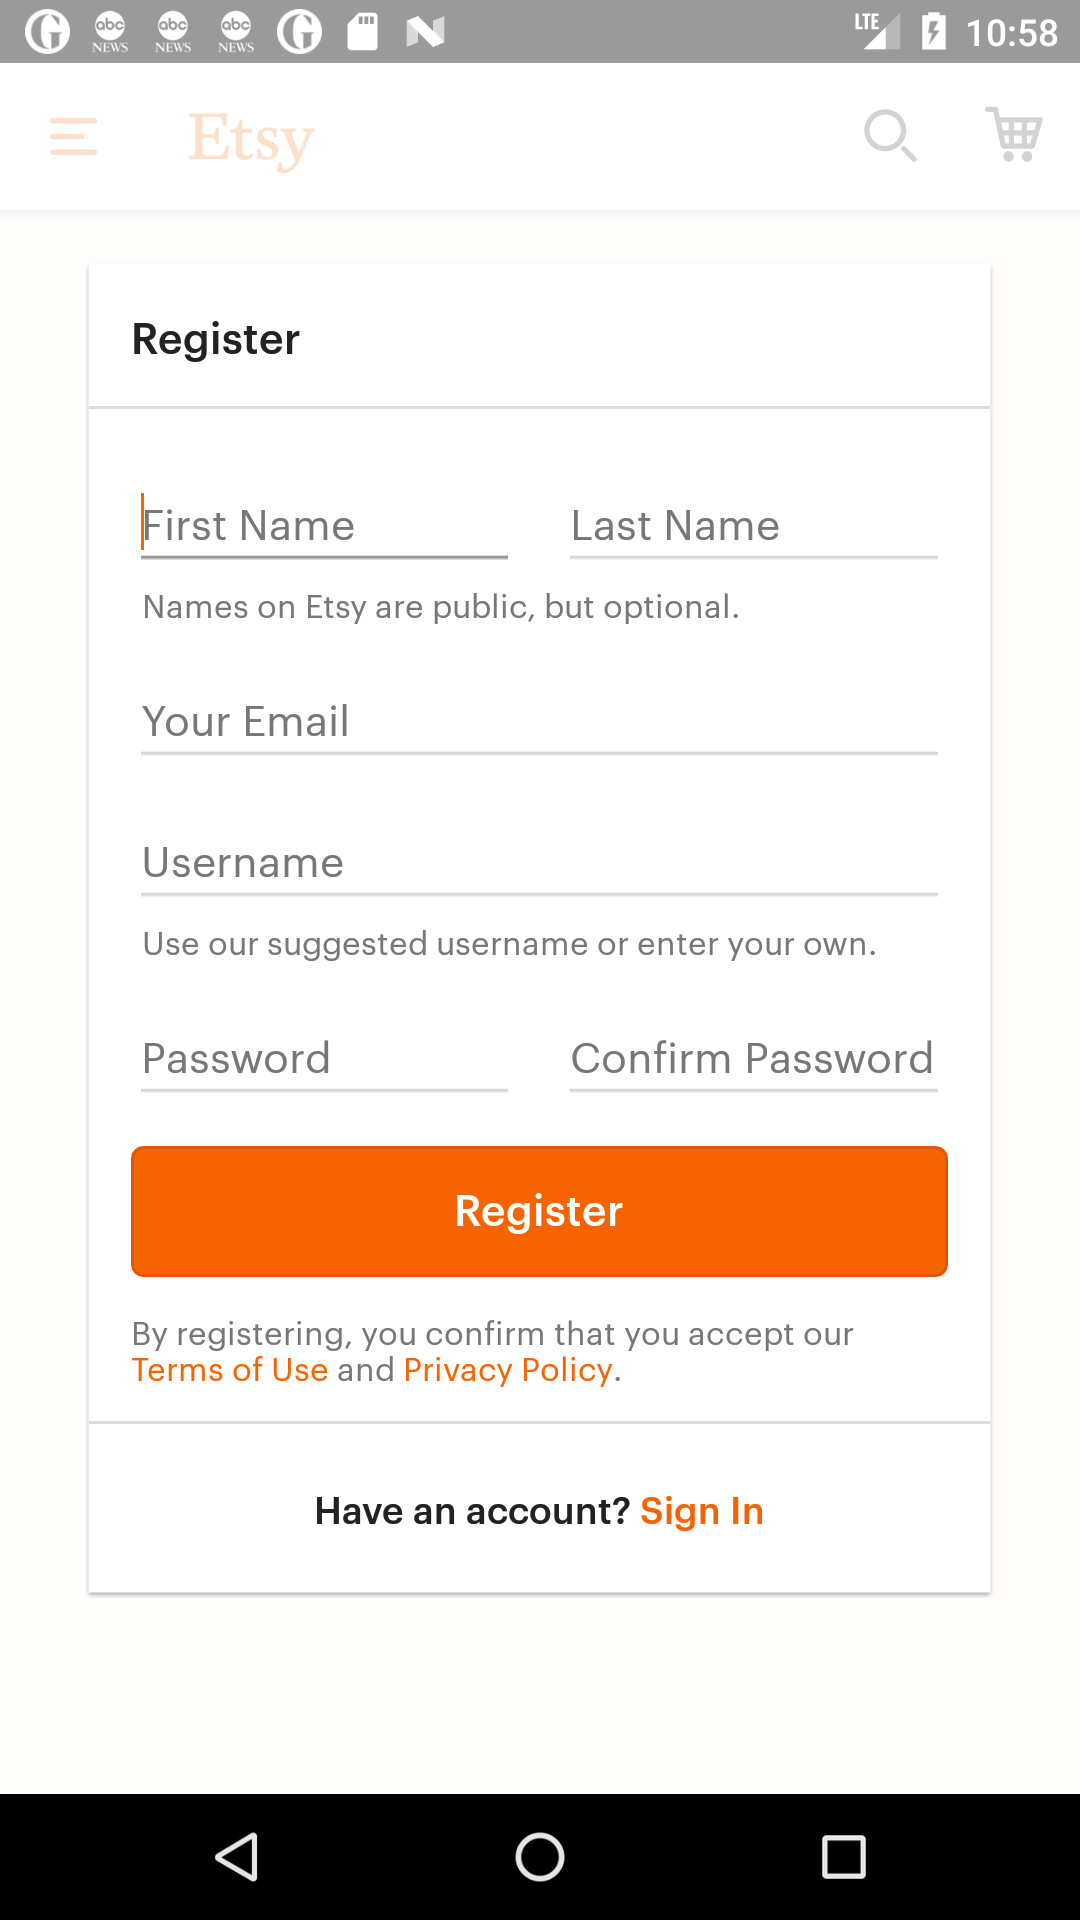 abc NEWS abc NEWS abc NEWS LTE 10:58
Etsy
Register
First Name Last Name
Names on Etsy are public, but optional.
Your Email
Username
Use our suggested username or enter your own.
Password Confirm Password
Register
By registering, you confirm that you accept our
Terms of Use and Privacy Policy.
Have an account? Sign In